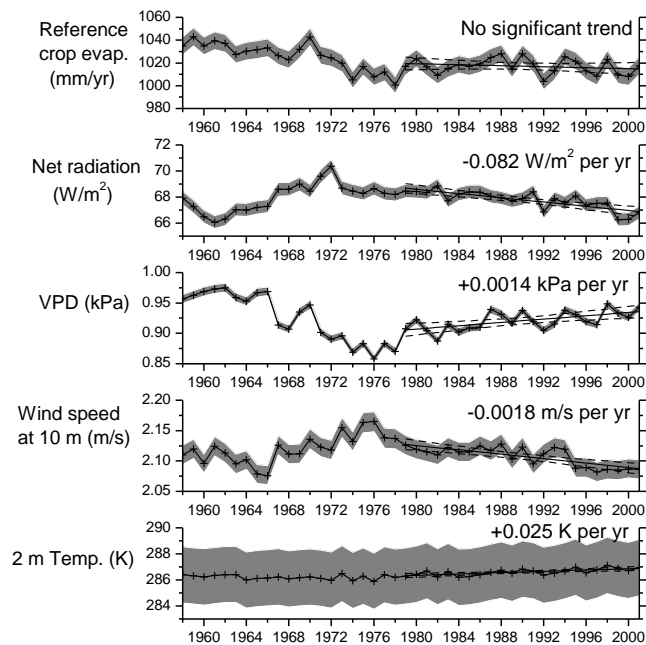 Reference
crop evap.
(mm/yr)
1060
1040
1020
1000
980
No significant trend
1960 1964 1968 1972 1976 1980 1984 1988 1992 1996 2000
Net radiation
(W/m²)
72
70
68
66
-0.082 W/m² per yr
1960 1964 1968 1972 1976 1980 1984 1988 1992 1996 2000
VPD (kPa)
1.00
0.95
0.90
0.85
+0.0014 kPa per yr
1960 1964 1968 1972 1976 1980 1984 1988 1992 1996 2000
Wind speed
at 10 m (m/s)
2.20
2.15
2.10
2.05
-0.0018 m/s per yr
1960 1964 1968 1972 1976 1980 1984 1988 1992 1996 2000
2 m Temp. (K)
290
288
286
284
+0.025 K per yr
1960 1964 1968 1972 1976 1980 1984 1988 1992 1996 2000